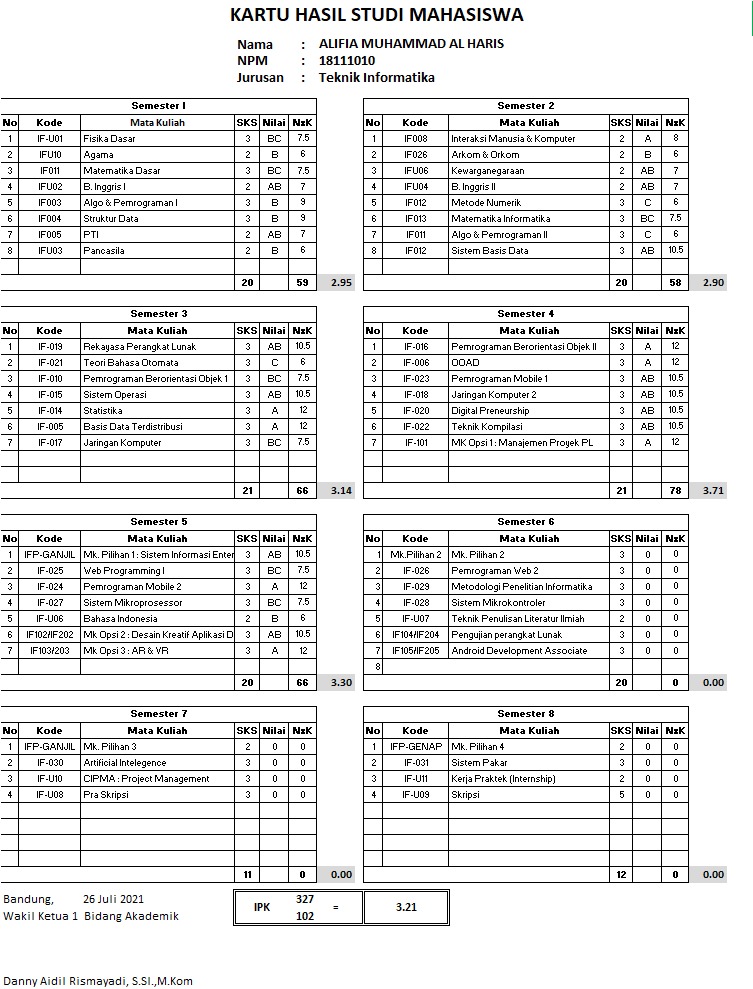 KARTU HASIL STUDI MAHASISWA
Nama : ALIFIA MUHAMMAD AL HARIS
NPM : 18111010
Jurusan : Teknik Informatika
Semester I
No Kode Mata Kuliah SKS Nilai NxK
1 IF-U01 Fisika Dasar 3 BC 7.5
2 IFU10 Agama 2 B 6
3 IF011 Matematika Dasar 3 BC 7.5
4 IFU02 B. Inggris I 2 AB 7
5 IF003 Algo & Pemrograman I 3 B 9
6 IF004 Struktur Data 3 B 9
7 IF005 PTI 2 AB 7
8 IFU03 Pancasila 2 B 6
20 59 2.95
Semester 2
No Kode Mata Kuliah SKS Nilai NxK
1 IF008 Interaksi Manusia & Komputer 2 A 8
2 IF026 Arkom & Orkom 2 B 6
3 IFU06 Kewarganegaraan 2 AB 7
4 IFU04 B. Inggris II 2 AB 7
5 IF012 Metode Numerik 3 C 6
6 IF013 Matematika Informatika 3 BC 7.5
7 IF011 Algo & Pemrograman II 3 C 6
8 IF012 Sistem Basis Data 3 AB 10.5
20 58 2.90
Semester 3
No Kode Mata Kuliah SKS Nilai NxK
1 IF-019 Rekayasa Perangkat Lunak 3 AB 10.5
2 IF-021 Teori Bahasa Otomata 3 C 6
3 IF-010 Pemrograman Berorientasi Objek 1 3 BC 7.5
4 IF-015 Sistem Operasi 3 AB 10.5
5 IF-014 Statistika 3 A 12
6 IF-005 Basis Data Terdistribusi 3 A 12
7 IF-017 Jaringan Komputer 3 BC 7.5
21 66 3.14
Semester 4
No Kode Mata Kuliah SKS Nilai NxK
1 IF-016 Pemrograman Berorientasi Objek II 3 A 12
2 IF-006 OOAD 3 A 12
3 IF-023 Pemrograman Mobile 1 3 AB 10.5
4 IF-018 Jaringan Komputer 2 3 AB 10.5
5 IF-020 Digital Preneurship 3 AB 10.5
6 IF-022 Teknik Kompilasi 3 AB 10.5
7 IF-101 MK Opsi 1 : Manajemen Proyek PL 3 A 12
21 78 3.71
Semester 5
No Kode Mata Kuliah SKS Nilai NxK
1 IFP-GANJIL Mk. Pilihan 1 : Sistem Informasi Enter 3 AB 10.5
2 IF-025 Web Programming I 3 BC 7.5
3 IF-024 Pemrograman Mobile 2 3 A 12
4 IF-027 Sistem Mikroprosessor 3 BC 7.5
5 IF-U06 Bahasa Indonesia 2 B 6
6 IF102/IF202 Mk Opsi 2 : Desain Kreatif Aplikasi D 3 AB 10.5
7 IF103/203 Mk Opsi 3 : AR & VR 3 A 12
20 66 3.30
Semester 6
No Kode Mata Kuliah SKS Nilai NxK
1 Mk.Pilihan 2 Mk. Pilihan 2 3 0 0
2 IF-026 Pemrograman Web 2 3 0 0
3 IF-029 Metodologi Penelitian Informatika 3 0 0
4 IF-028 Sistem Mikrokontroler 3 0 0
5 IF-U07 Teknik Penulisan Literatur Ilmiah 2 0 0
6 IF104/IF204 Pengujian perangkat Lunak 3 0 0
7 IF105/IF205 Android Development Associate 3 0 0
8
20 0 0.00
Semester 7
No Kode Mata Kuliah SKS Nilai NxK
1 IFP-GANJIL Mk. Pilihan 3 2 0 0
2 IF-030 Artificial Intelegence 3 0 0
3 IF-U10 CIPMA : Project Management 3 0 0
4 IF-U08 Pra Skripsi 3 0 0
11 0 0.00
Semester 8
No Kode Mata Kuliah SKS Nilai NxK
1 IFP-GENAP Mk. Pilihan 4 2 0 0
2 IF-031 Sistem Pakar 3 0 0
3 IF-U11 Kerja Praktek (Internship) 2 0 0
4 IF-U09 Skripsi 5 0 0
12 0 0.00
Bandung, 26 Juli 2021
Wakil Ketua 1 Bidang Akademik
IPK 327 = 3.21
102
Danny Aidil Rismayadi, S.SI.,M.Kom